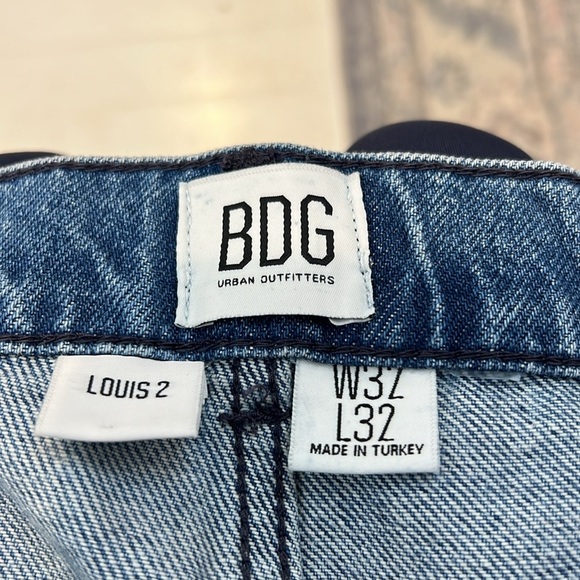 BDG
URBAN OUTFITTERS
LOUIS 2
W32
L32
MADE IN TURKEY